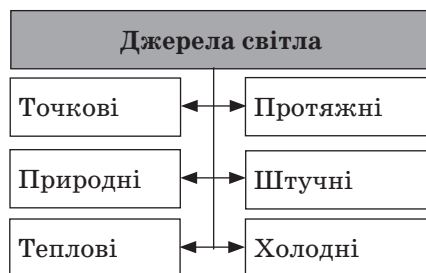 Джерела світла
Точкові
Протяжні
Природні
Штучні
Теплові
Холодні